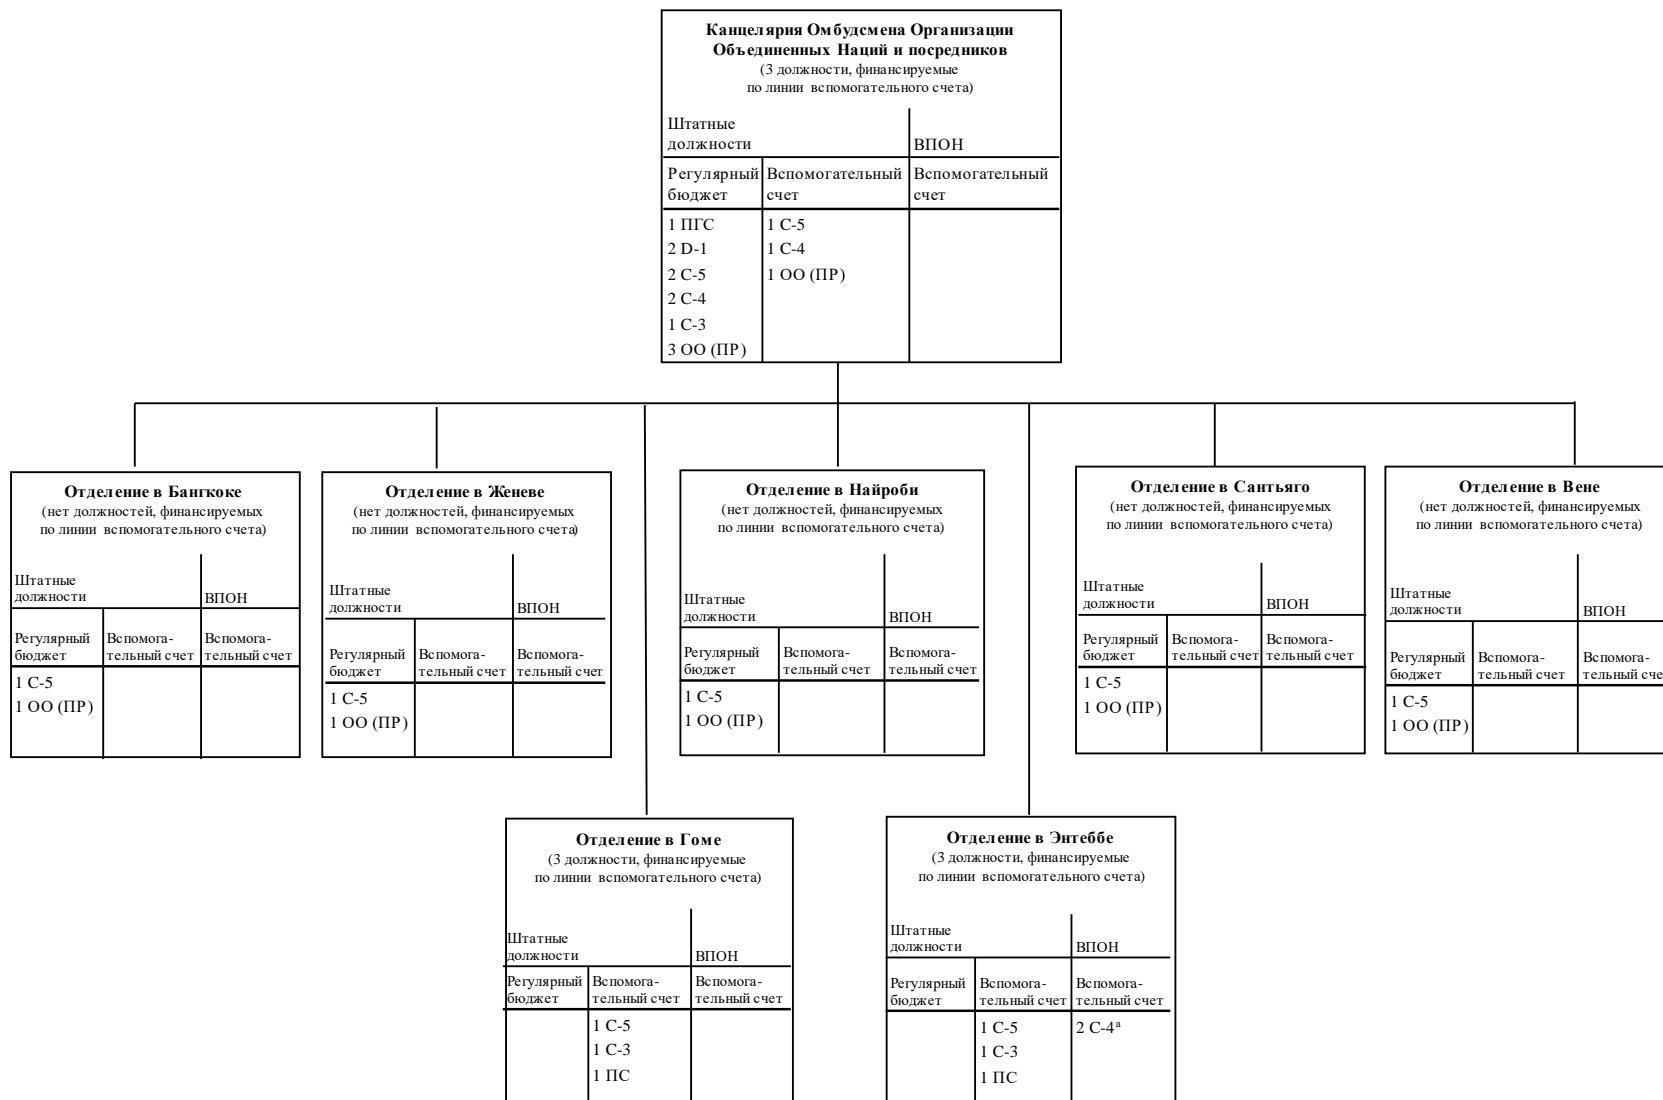 Канцелярия Омбудсмена Организации
Объединенных Наций и посредников
(3 должности, финансируемые
по линии вспомогательного счета)
Штатные
должности
ВПОН
Регулярный
бюджет
Вспомогательный
счет
Вспомогательный
счет
1 ПГС
2 D-1
2 С-5
2 С-4
1 С-3
3 ОО (ПР)
1 С-5
1 С-4
1 ОО (ПР)
Отделение в Бангкоке
(нет должностей, финансируемых
по линии вспомогательного счета)
Штатные
должности
ВПОН
Регулярный
бюджет
Вспомога-
тельный счет
Вспомога-
тельный счет
1 С-5
1 ОО (ПР)
Отделение в Женеве
(нет должностей, финансируемых
по линии вспомогательного счета)
Штатные
должности
ВПОН
Регулярный
бюджет
Вспомога-
тельный счет
Вспомога-
тельный счет
1 С-5
1 ОО (ПР)
Отделение в Найроби
(нет должностей, финансируемых
по линии вспомогательного счета)
Штатные
должности
ВПОН
Регулярный
бюджет
Вспомога-
тельный счет
Вспомога-
тельный счет
1 С-5
1 ОО (ПР)
Отделение в Сантьяго
(нет должностей, финансируемых
по линии вспомогательного счета)
Штатные
должности
ВПОН
Регулярный
бюджет
Вспомога-
тельный счет
Вспомога-
тельный счет
1 С-5
1 ОО (ПР)
Отделение в Вене
(нет должностей, финансируемых
по линии вспомогательного счета)
Штатные
должности
ВПОН
Регулярный
бюджет
Вспомога-
тельный счет
Вспомога-
тельный сче
1 С-5
1 ОО (ПР)
Отделение в Гоме
(3 должности, финансируемые
по линии вспомогательного счета)
Штатные
должности
ВПОН
Регулярный
бюджет
Вспомога-
тельный счет
Вспомога-
тельный счет
1 С-5
1 С-3
1 ПС
Отделение в Энтеббе
(3 должности, финансируемые
по линии вспомогательного счета)
Штатные
должности
ВПОН
Регулярный
бюджет
Вспомога-
тельный счет
Вспомога-
тельный счет
1 С-5
1 С-3
1 ПС
2 С-4ᵃ